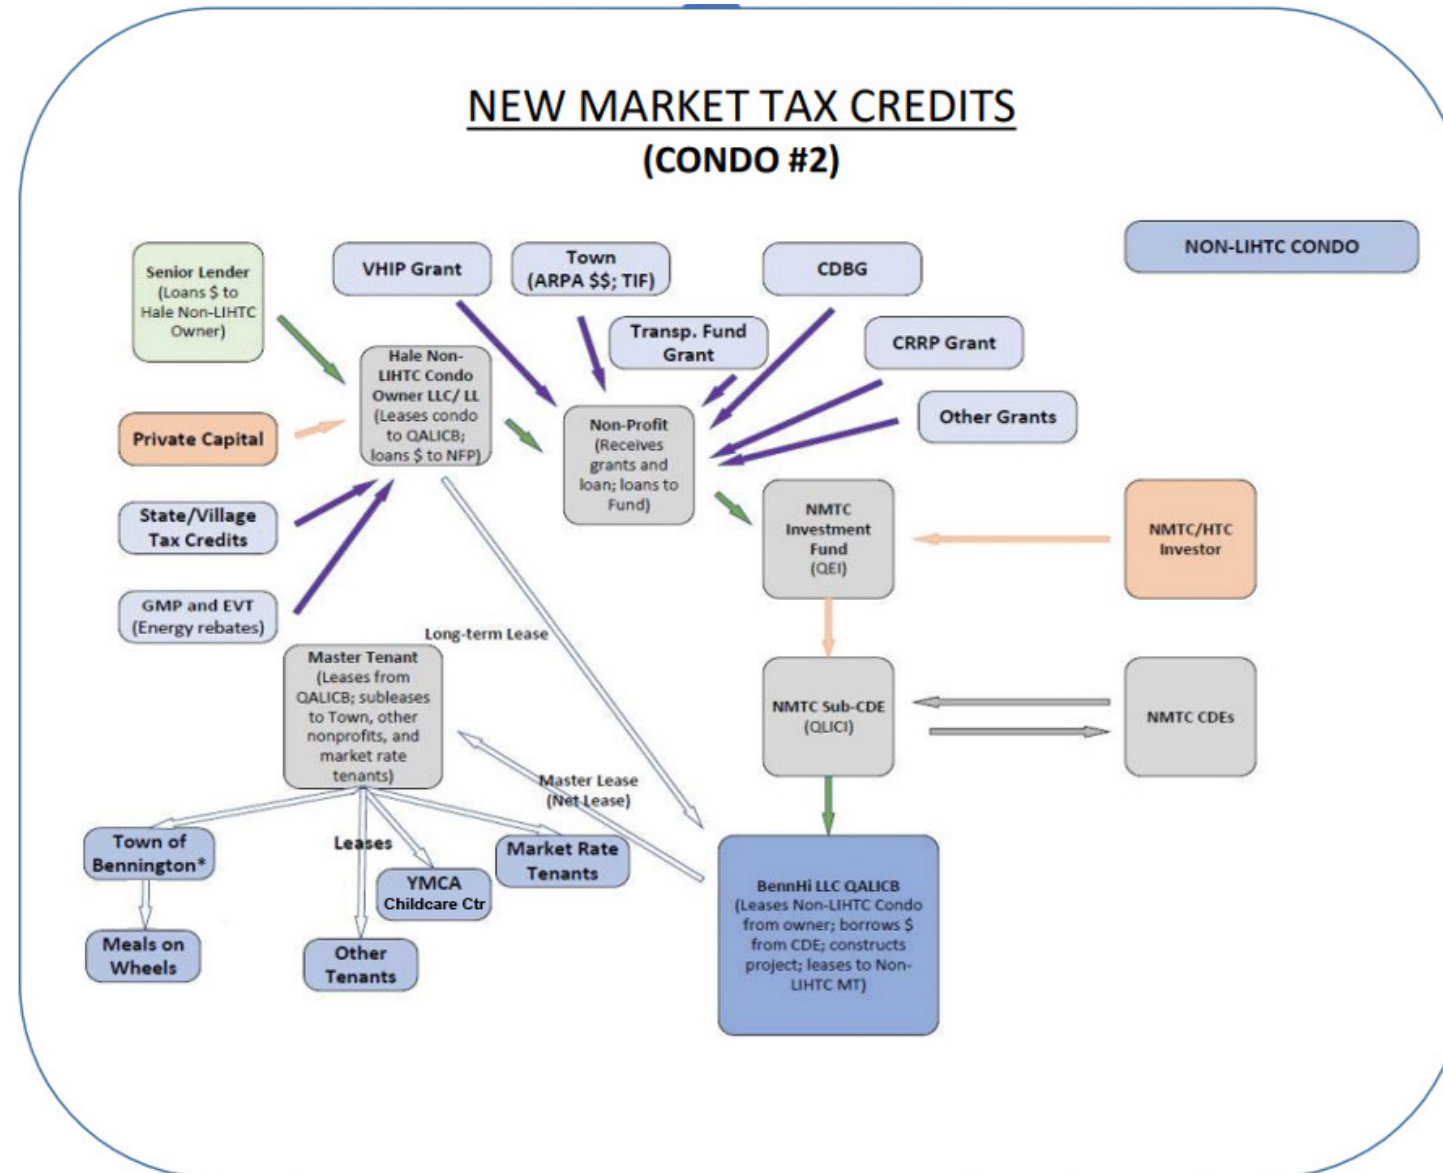 NEW MARKET TAX CREDITS
(CONDO #2)
NON-LIHTC CONDO
Senior Lender
(Loans $ to
Hale Non-LIHTC
Owner)
VHIP Grant
Town
(ARPA $$; TIF)
CDBG
Transp. Fund
Grant
CRRP Grant
Other Grants
Hale Non-
LIHTC Condo
Owner LLC/ LL
(Leases condo
to QALICB;
loans $ to NFP)
Private Capital
State/Village
Tax Credits
GMP and EVT
(Energy rebates)
Non-Profit
(Receives
grants and
loan; loans to
Fund)
NMTC
Investment
Fund
(QEI)
NMTC/HTC
Investor
Long-term Lease
Master Tenant
(Leases from
QALICB; subleases
to Town, other
nonprofits, and
market rate
tenants)
NMTC Sub-CDE
(QLICI)
NMTC CDEs
Master Lease
(Net Lease)
Town of
Bennington*
Leases
YMCA
Childcare Ctr
Market Rate
Tenants
Meals on
Wheels
Other
Tenants
BennHi LLC QALICB
(Leases Non-LIHTC Condo
from owner; borrows $
from CDE; constructs
project; leases to Non-
LIHTC MT)